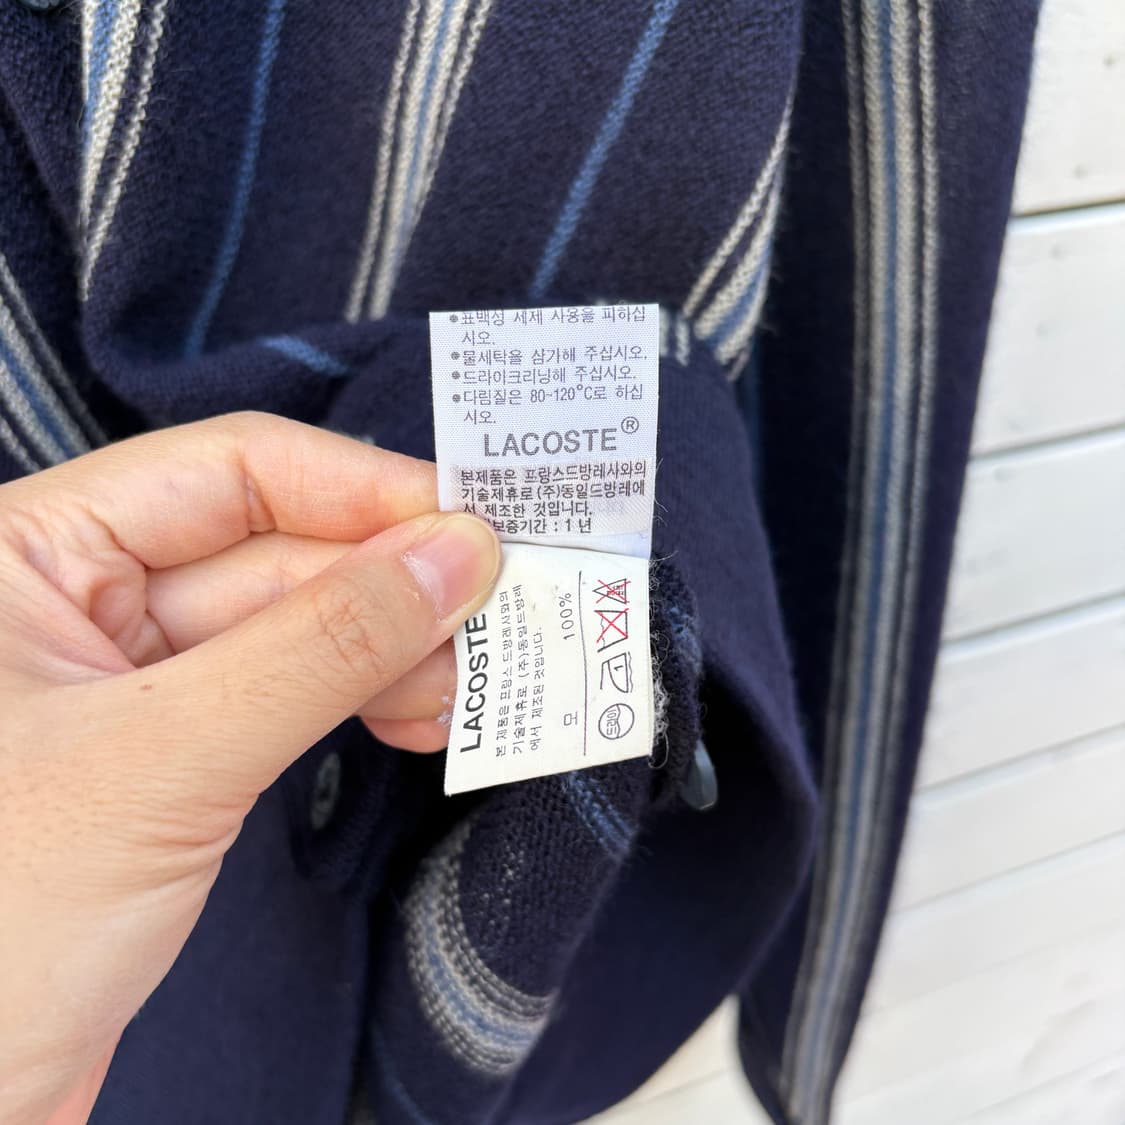 ●표백성 세제 사용을 피하십
시오.
●물세탁을 삼가해 주십시오.
●드라이크리닝해 주십시오.
●다림질은 80~120°C로 하십
시오.
LACOSTE®
본제품은 프랑스드방레사와의
기술제휴로(주)동일드방레에
서 제조한 것입니다.
보증기간 : 1 년
LACOSTE
본 제품은 프랑스 드방레사와의
기술제휴로 (주)동일드방레
에서 제조된 것입니다.
모 100%
드라이